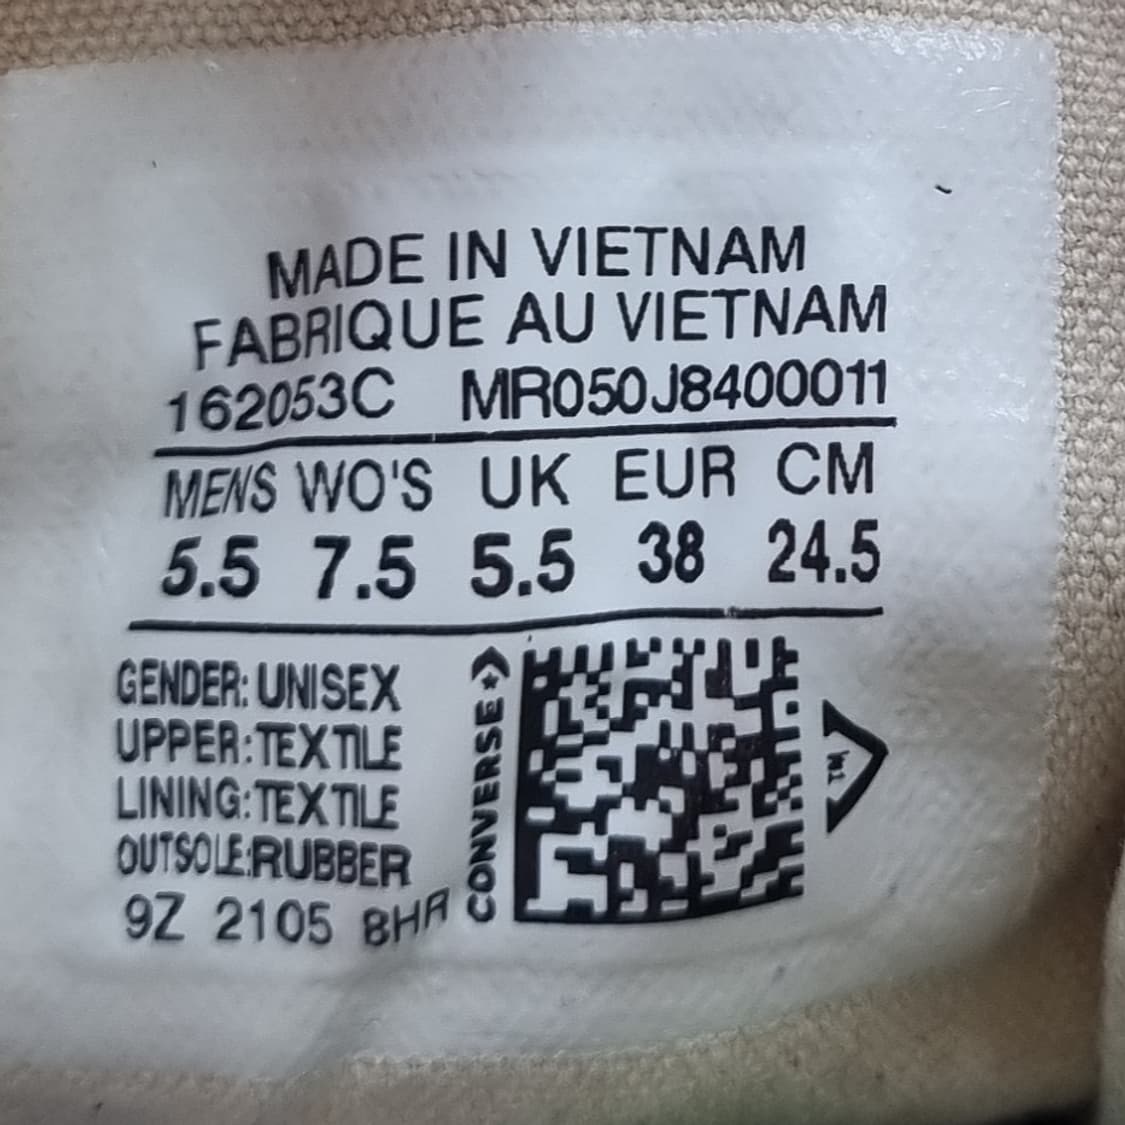 MADE IN VIETNAM
FABRIQUE AU VIETNAM
162053C MR050J8400011
MENS WO'S UK EUR CM
5.5 7.5 5.5 38 24.5
GENDER: UNISEX
UPPER:TEXTILE
LINING:TEXTILE
OUTSOLE:RUBBER
9Z 2105 8HA
CONVERSE